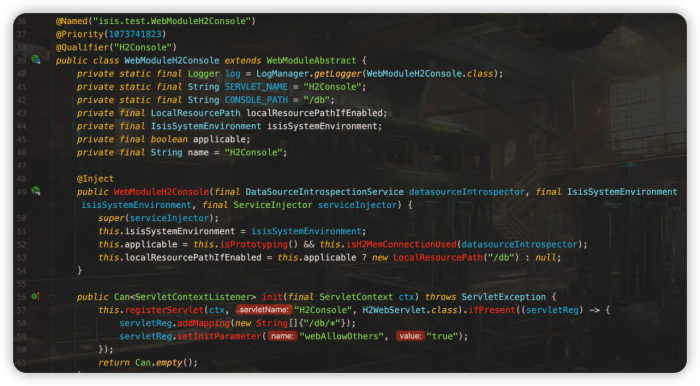 36 @Named("isis.test.WebModuleH2Console")
37 @Priority(1073741823)
38 @Qualifier("H2Console")
39 public class WebModuleH2Console extends WebModuleAbstract {
40 private static final Logger log = LogManager.getLogger(WebModuleH2Console.class);
41 private static final String SERVLET_NAME = "H2Console";
42 private static final String CONSOLE_PATH = "/db";
43 private final LocalResourcePath localResourcePathIfEnabled;
44 private final IsisSystemEnvironment isisSystemEnvironment;
45 private final boolean applicable;
46 private final String name = "H2Console";
47
48 @Inject
49 public WebModuleH2Console(final DataSourceIntrospectionService datasourceIntrospector, final IsisSystemEnvironment
isisSystemEnvironment, final ServiceInjector serviceInjector) {
50 super(serviceInjector);
51 this.isisSystemEnvironment = isisSystemEnvironment;
52 this.applicable = this.isPrototyping() && this.isH2MemConnectionUsed(datasourceIntrospector);
53 this.localResourcePathIfEnabled = this.applicable ? new LocalResourcePath("/db") : null;
54 }
55
56 public Can<ServletContextListener> init(final ServletContext ctx) throws ServletException {
57 this.registerServlet(ctx, servletName: "H2Console", H2WebServlet.class).ifPresent((servletReg) -> {
58 servletReg.addMapping(new String[]{"/db/*"});
59 servletReg.setInitParameter( name: "webAllowOthers", value: "true");
60 });
61 return Can.empty();